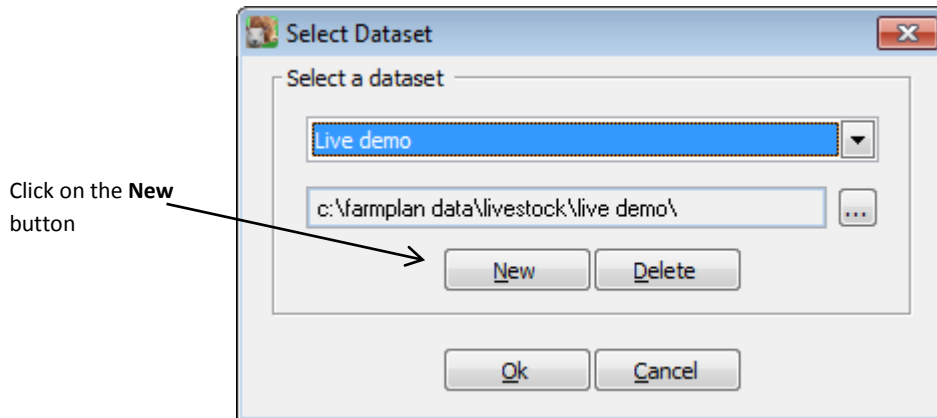 Select Dataset
Select a dataset
Live demo
Click on the New
button
c:\farmplan data\livestock\live demo\
...
New Delete
Ok Cancel